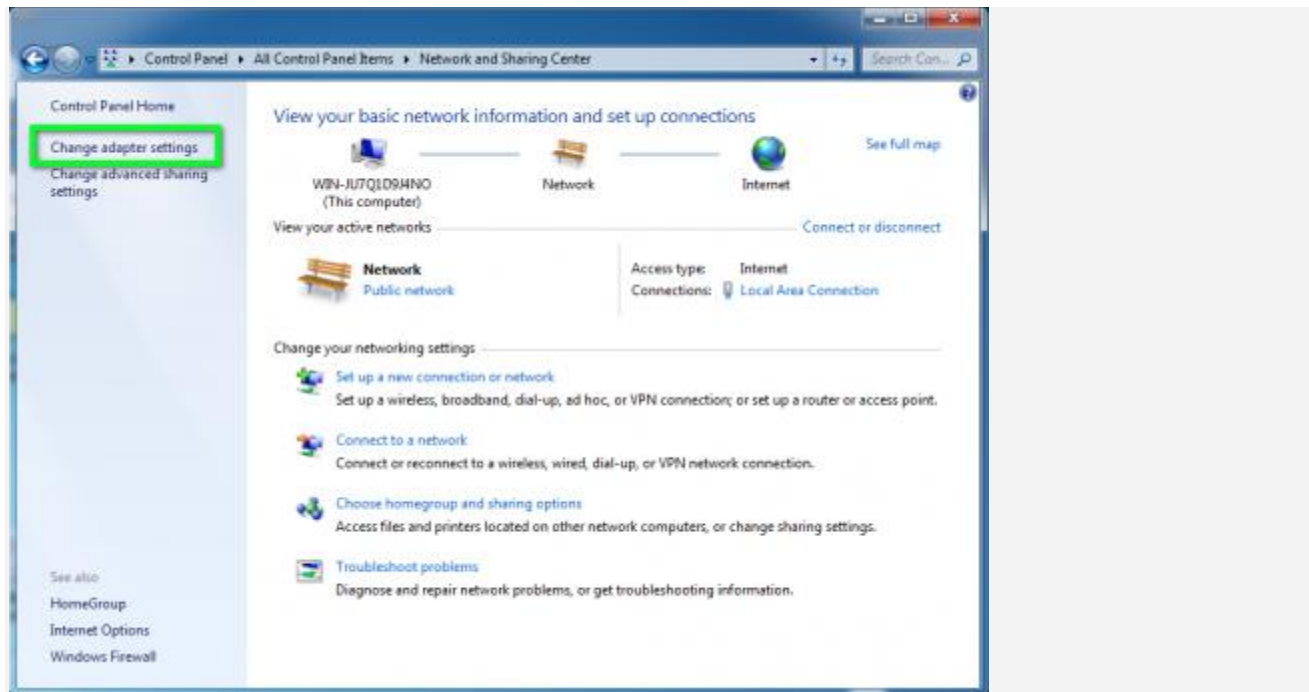 Control Panel ▸ All Control Panel Items ▸ Network and Sharing Center
Search Con...
Control Panel Home
Change adapter settings
Change advanced sharing
settings
View your basic network information and set up connections
See full map
WIN-JU7Q1D9J4NO
(This computer)
Network
Internet
View your active networks
Connect or disconnect
Network
Public network
Access type: Internet
Connections: Local Area Connection
Change your networking settings
Set up a new connection or network
Set up a wireless, broadband, dial-up, ad hoc, or VPN connection; or set up a router or access point.
Connect to a network
Connect or reconnect to a wireless, wired, dial-up, or VPN network connection.
Choose homegroup and sharing options
Access files and printers located on other network computers, or change sharing settings.
Troubleshoot problems
Diagnose and repair network problems, or get troubleshooting information.
See also
HomeGroup
Internet Options
Windows Firewall